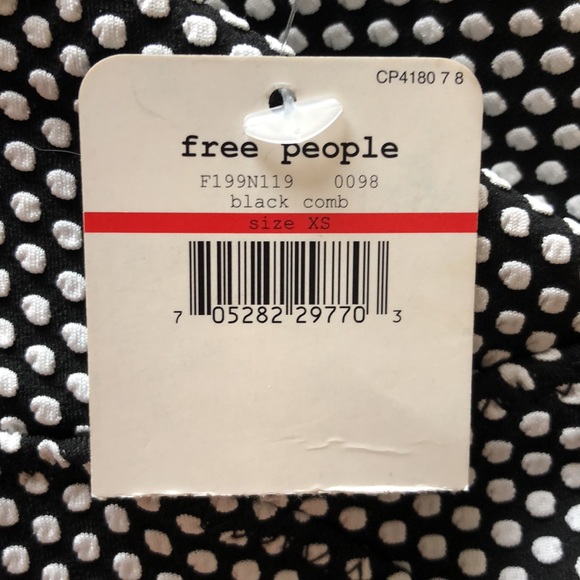 CP4180 7 8
free people
F199N119 0098
black comb
size XS
7 05282 29770 3